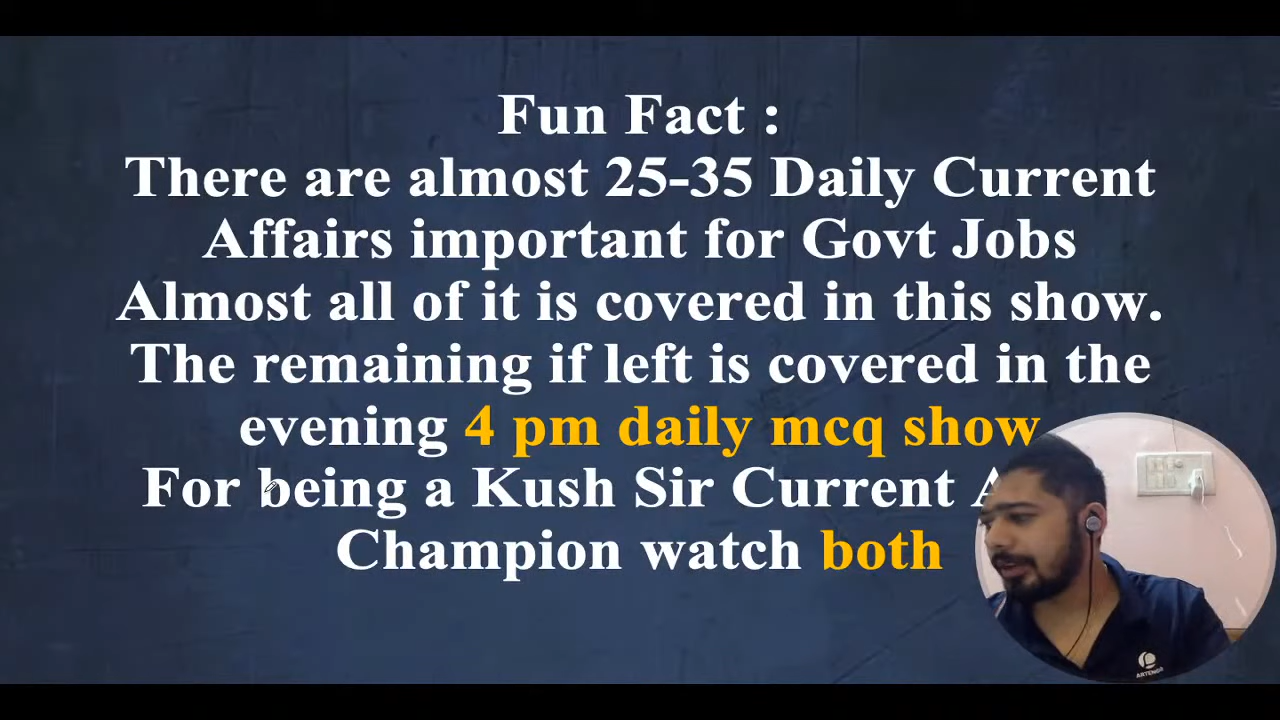 Fun Fact :
There are almost 25-35 Daily Current
Affairs important for Govt Jobs
Almost all of it is covered in this show.
The remaining if left is covered in the
evening 4 pm daily mcq show
For being a Kush Sir Current
Champion watch both
ARTENGO